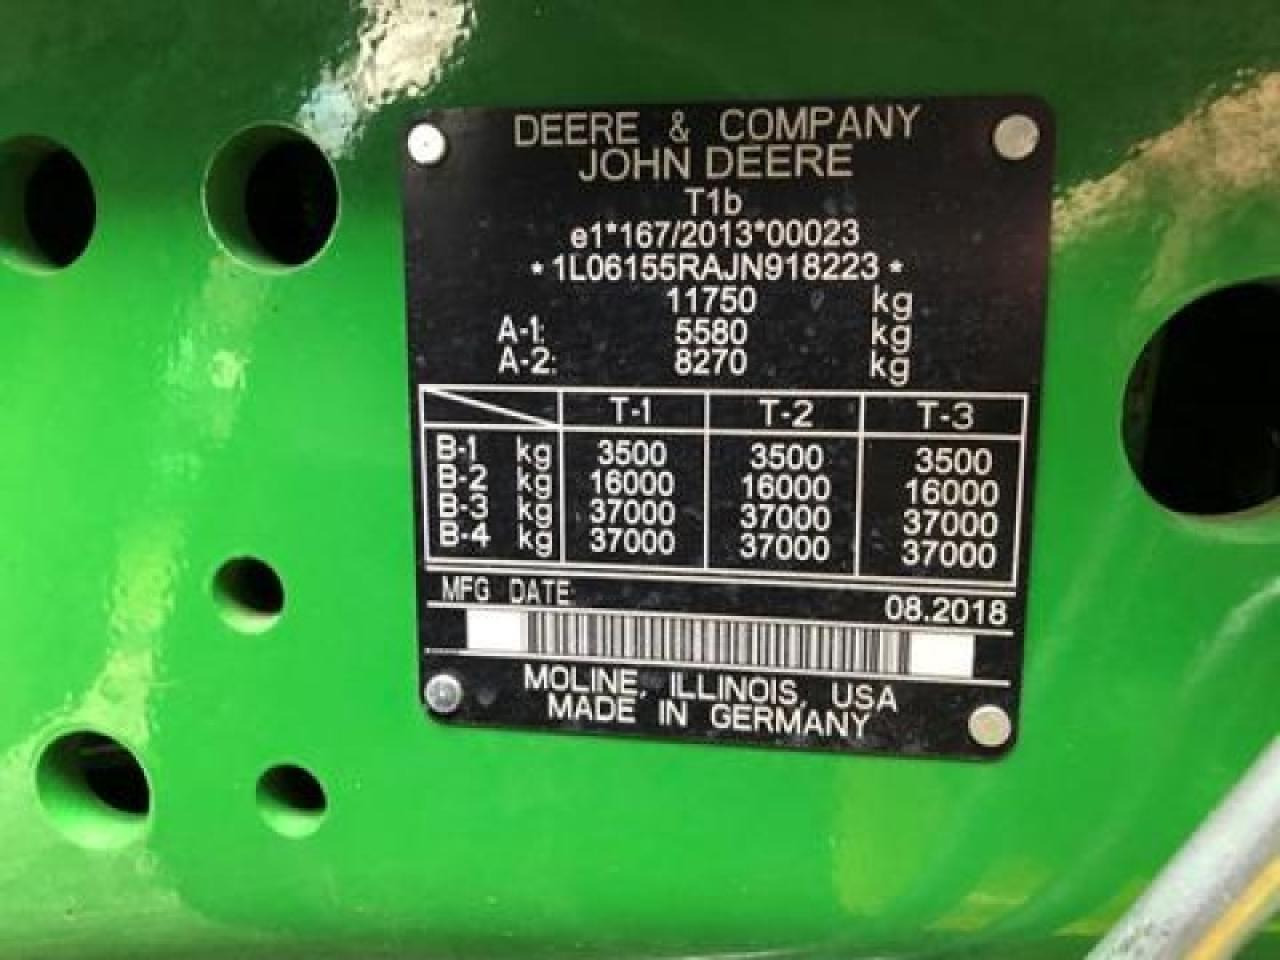 DEERE & COMPANY
JOHN DEERE
T1b
e1*167/2013*00023
* 1L06155RAJN918223 *
11750 kg
A-1: 5580 kg
A-2: 8270 kg
T-1 T-2 T-3
B-1 kg 3500 3500 3500
B-2 kg 16000 16000 16000
B-3 kg 37000 37000 37000
B-4 kg 37000 37000 37000
MFG DATE 08.2018
MOLINE, ILLINOIS, USA
MADE IN GERMANY